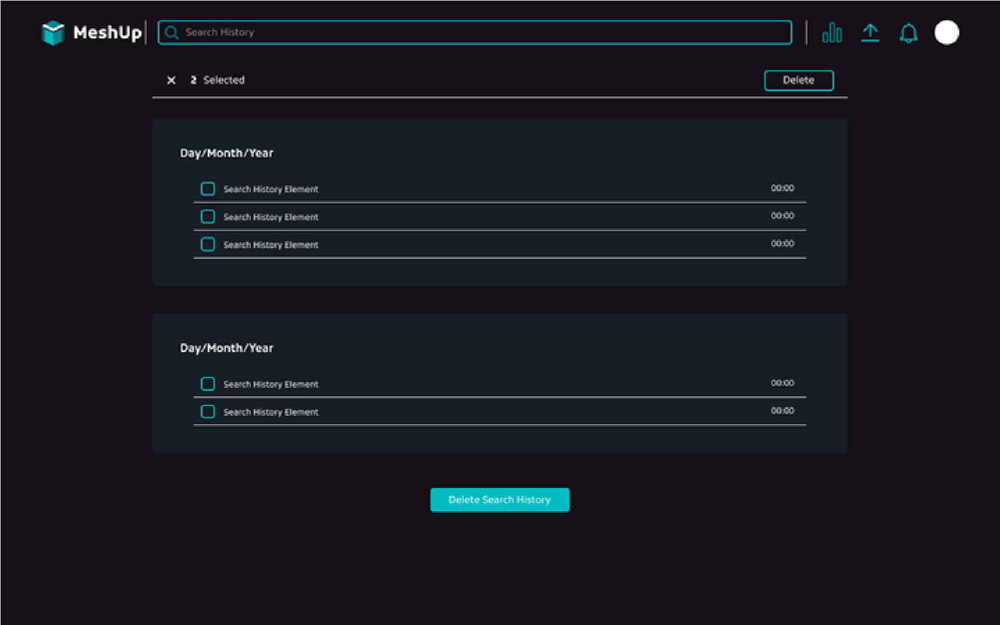 MeshUp
Search History
2 Selected
Delete
Day/Month/Year
Search History Element 00:00
Search History Element 00:00
Search History Element 00:00
Day/Month/Year
Search History Element 00:00
Search History Element 00:00
Delete Search History